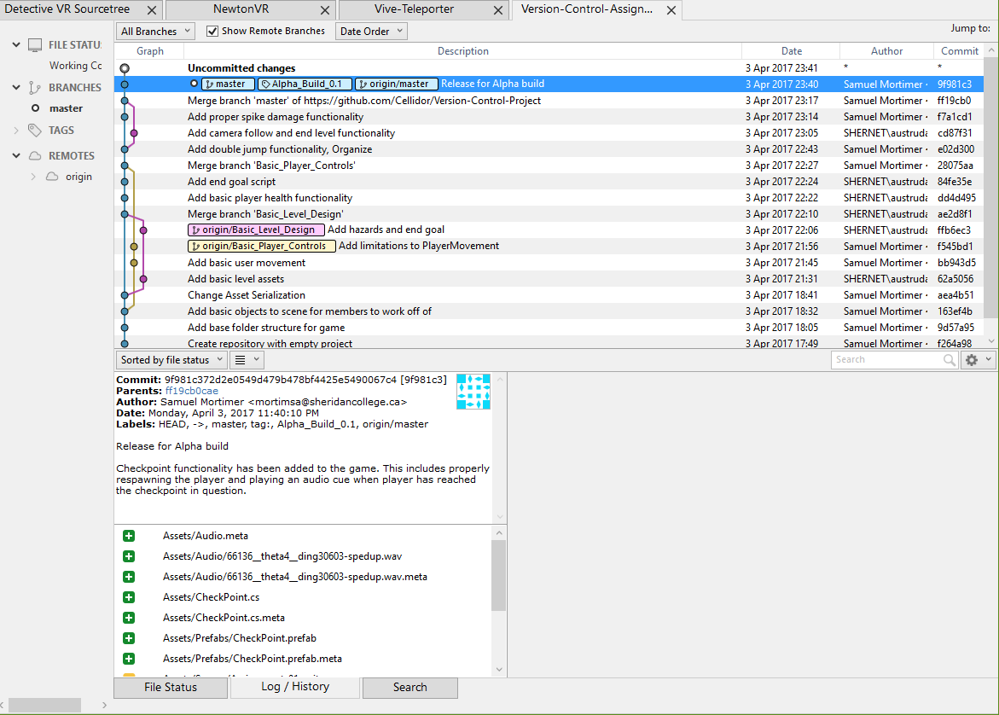 Detective VR Sourcetree NewtonVR Vive-Teleporter Version-Control-Assign...
All Branches Show Remote Branches Date Order Jump to:
Graph Description Date Author Commit
FILE STATU
Working Co
BRANCHES
master
TAGS
REMOTES
origin
Uncommitted changes 3 Apr 2017 23:41 * *
master Alpha_Build_0.1 origin/master Release for Alpha build 3 Apr 2017 23:40 Samuel Mortimer 9f981c3
Merge branch 'master' of https://github.com/Cellidor/Version-Control-Project 3 Apr 2017 23:17 Samuel Mortimer ff19cb0
Add proper spike damage functionality 3 Apr 2017 23:14 Samuel Mortimer f7a1cd1
Add camera follow and end level functionality 3 Apr 2017 23:05 SHERNET\austruda cd87f31
Add double jump functionality, Organize 3 Apr 2017 22:43 Samuel Mortimer e02d300
Merge branch 'Basic_Player_Controls' 3 Apr 2017 22:27 Samuel Mortimer 28075aa
Add end goal script 3 Apr 2017 22:24 SHERNET\austruda 84fe35e
Add basic player health functionality 3 Apr 2017 22:22 SHERNET\austruda dd4d495
Merge branch 'Basic_Level_Design' 3 Apr 2017 22:10 SHERNET\austruda ae2d8f1
origin/Basic_Level_Design Add hazards and end goal 3 Apr 2017 22:06 SHERNET\austruda ffb6ec3
origin/Basic_Player_Controls Add limitations to PlayerMovement 3 Apr 2017 21:56 Samuel Mortimer f545bd1
Add basic user movement 3 Apr 2017 21:45 Samuel Mortimer bb943d5
Add basic level assets 3 Apr 2017 21:31 SHERNET\austruda 62a5056
Change Asset Serialization 3 Apr 2017 18:41 Samuel Mortimer aea4b51
Add basic objects to scene for members to work off of 3 Apr 2017 18:32 Samuel Mortimer 163ef4b
Add base folder structure for game 3 Apr 2017 18:05 Samuel Mortimer 9d57a95
Create repository with empty project 3 Apr 2017 17:49 Samuel Mortimer f264a98
Sorted by file status Search
Commit: 9f981c372d2e0549d479b478bf4425e5490067c4 [9f981c3]
Parents: ff19cb0cae
Author: Samuel Mortimer <mortimsa@sheridancollege.ca>
Date: Monday, April 3, 2017 11:40:10 PM
Labels: HEAD, ->, master, tag:, Alpha_Build_0.1, origin/master
Release for Alpha build
Checkpoint functionality has been added to the game. This includes properly
respawning the player and playing an audio cue when player has reached
the checkpoint in question.
Assets/Audio.meta
Assets/Audio/66136__theta4__ding30603-spedup.wav
Assets/Audio/66136__theta4__ding30603-spedup.wav.meta
Assets/CheckPoint.cs
Assets/CheckPoint.cs.meta
Assets/Prefabs/CheckPoint.prefab
Assets/Prefabs/CheckPoint.prefab.meta
File Status Log / History Search